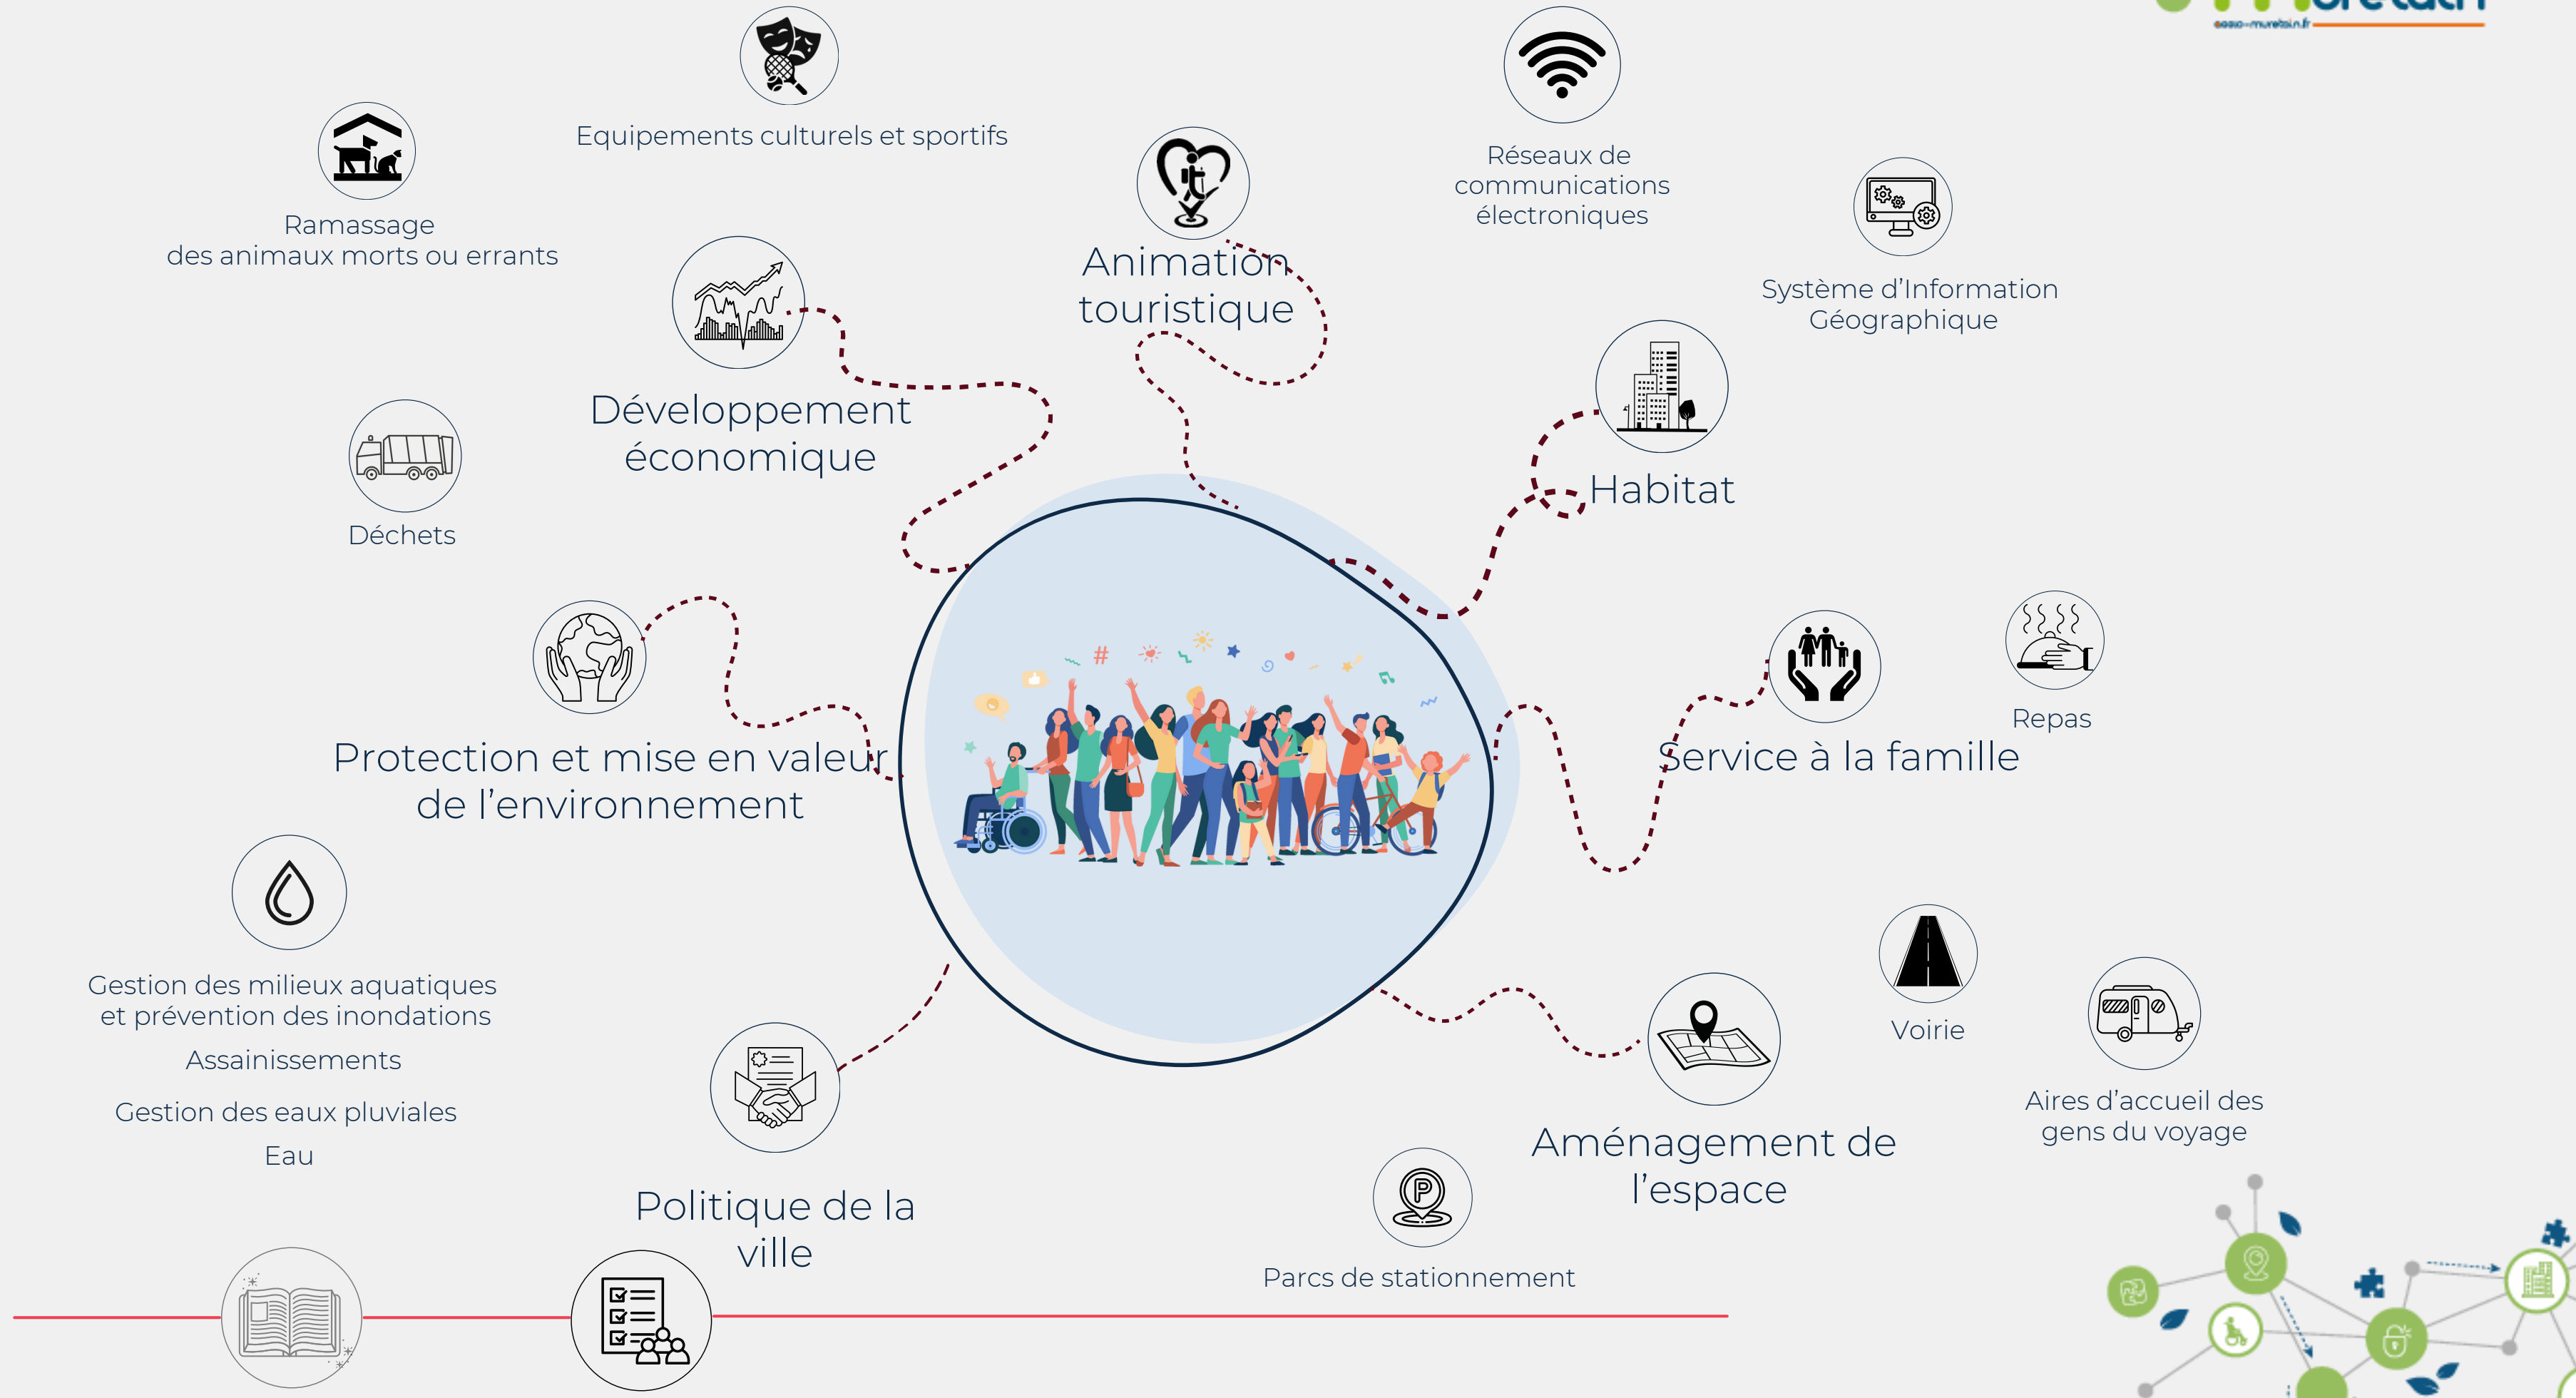 Equipements culturels et sportifs
Ramassage
des animaux morts ou errants
Animation
touristique
Réseaux de
communications
électroniques
Système d'Information
Géographique
Développement
économique
Habitat
Déchets
Protection et mise en valeur
de l'environnement
Service à la famille
Repas
Gestion des milieux aquatiques
et prévention des inondations
Assainissements
Gestion des eaux pluviales
Eau
Politique de la
ville
Voirie
Aires d'accueil des
gens du voyage
Aménagement de
l'espace
P
Parcs de stationnement